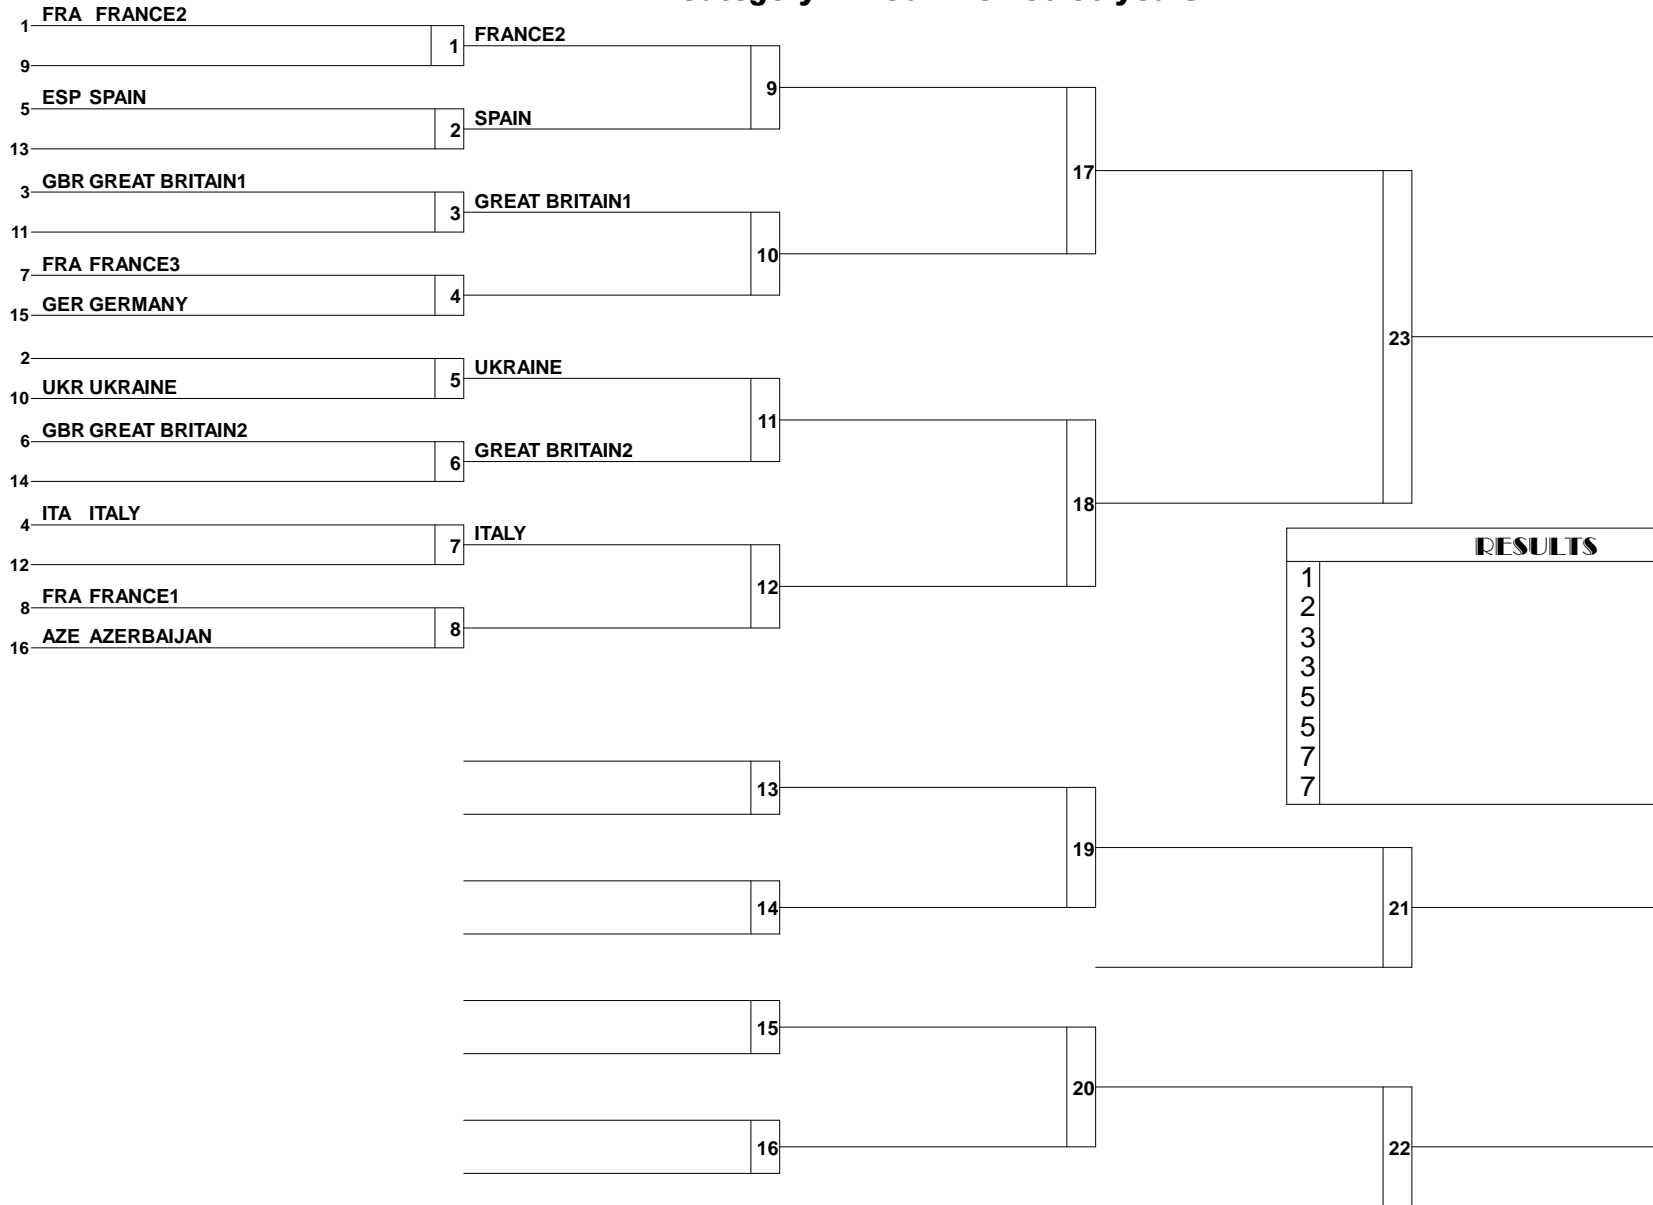 1 FRA FRANCE2
9
1 FRANCE2
5 ESP SPAIN
13
2 SPAIN
9
3 GBR GREAT BRITAIN1
11
3 GREAT BRITAIN1
7 FRA FRANCE3
15 GER GERMANY
4
10
17
2
10 UKR UKRAINE
5 UKRAINE
6 GBR GREAT BRITAIN2
14
6 GREAT BRITAIN2
11
4 ITA ITALY
12
7 ITALY
8 FRA FRANCE1
16 AZE AZERBAIJAN
8
12
18
23
RESULTS
1
2
3
3
5
5
7
7
13
14
19
21
15
16
20
22